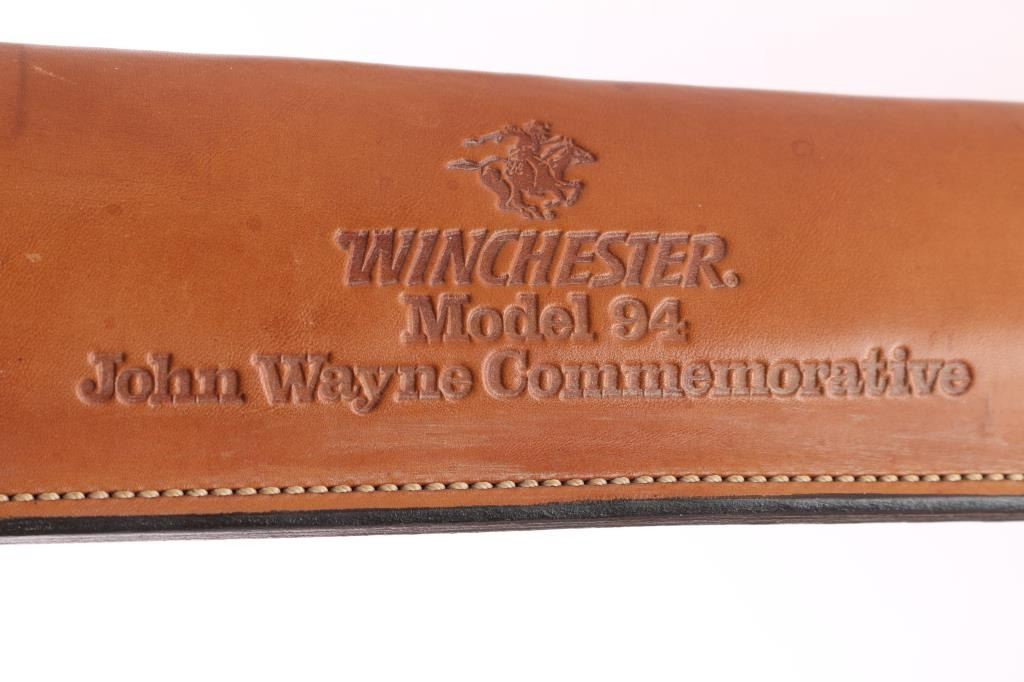 WINCHESTER.
Model 94
John Wayne Commemorative